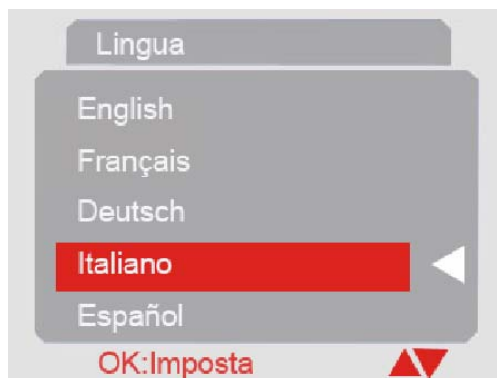 Lingua
English
Français
Deutsch
Italiano
Español
OK:Imposta